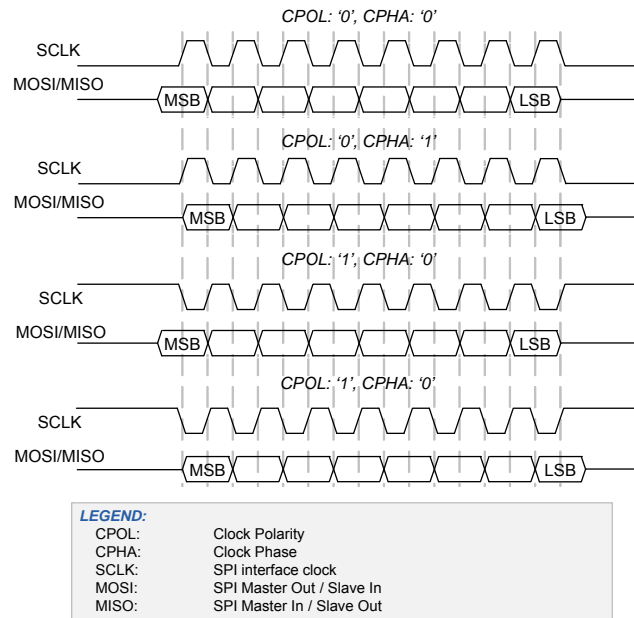 CPOL: ‘0’, CPHA: ‘0’
SCLK
MOSI/MISO
MSB LSB
CPOL: ‘0’, CPHA: ‘1’
SCLK
MOSI/MISO
MSB LSB
CPOL: ‘1’, CPHA: ‘0’
SCLK
MOSI/MISO
MSB LSB
CPOL: ‘1’, CPHA: ‘0’
SCLK
MOSI/MISO
MSB LSB
LEGEND:
CPOL: Clock Polarity
CPHA: Clock Phase
SCLK: SPI interface clock
MOSI: SPI Master Out / Slave In
MISO: SPI Master In / Slave Out